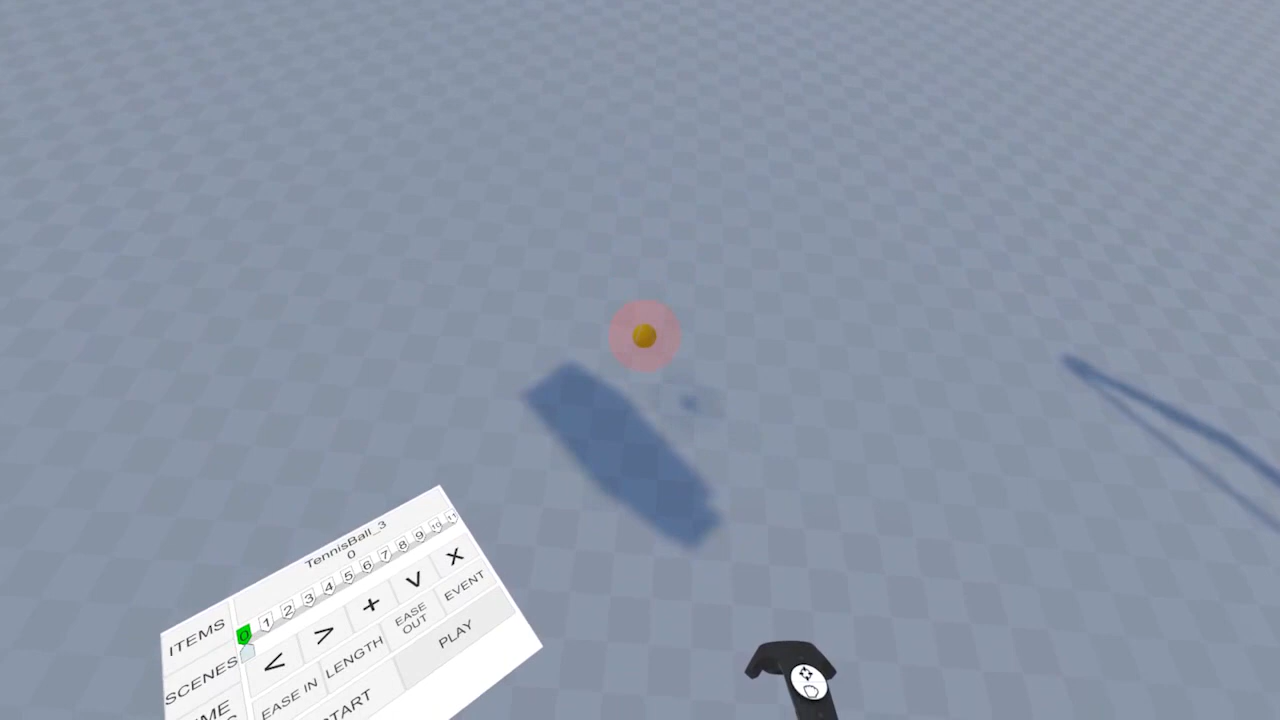 TennisBall_3
0
0 1 2 3 4 5 6 7 8 9 10 11
ITEMS
< > + V X
SCENES
EASE IN LENGTH EASE OUT EVENT
PLAY